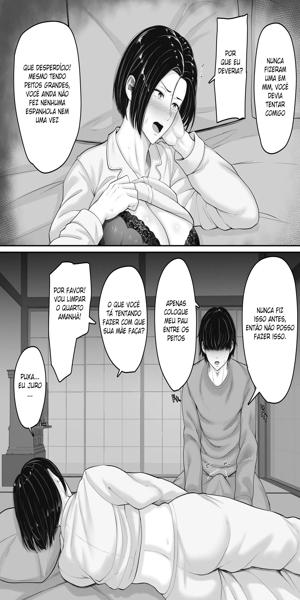 NUNCA
FIZERAM
UMA EM
MIM, VOCÊ
DEVIA
TENTAR
COMIGO
POR
QUE EU
DEVERIA?
QUE DESPERDÍCIO!
MESMO TENDO
PEITOS GRANDES,
VOCÊ AINDA NÃO
FEZ NENHUMA
ESPANHOLA NEM
UMA VEZ
NUNCA FIZ
ISSO ANTES,
ENTÃO NÃO POSSO
FAZER ISSO.
APENAS
COLOQUE
MEU PAU
ENTRE OS
PEITOS
O QUE VOCÊ
TÁ TENTANDO
FAZER COM QUE
SUA MÃE FAÇA?
POR FAVOR!
VOU LIMPAR
O QUARTO
AMANHÃ!
PUXA...
EU JURO
...